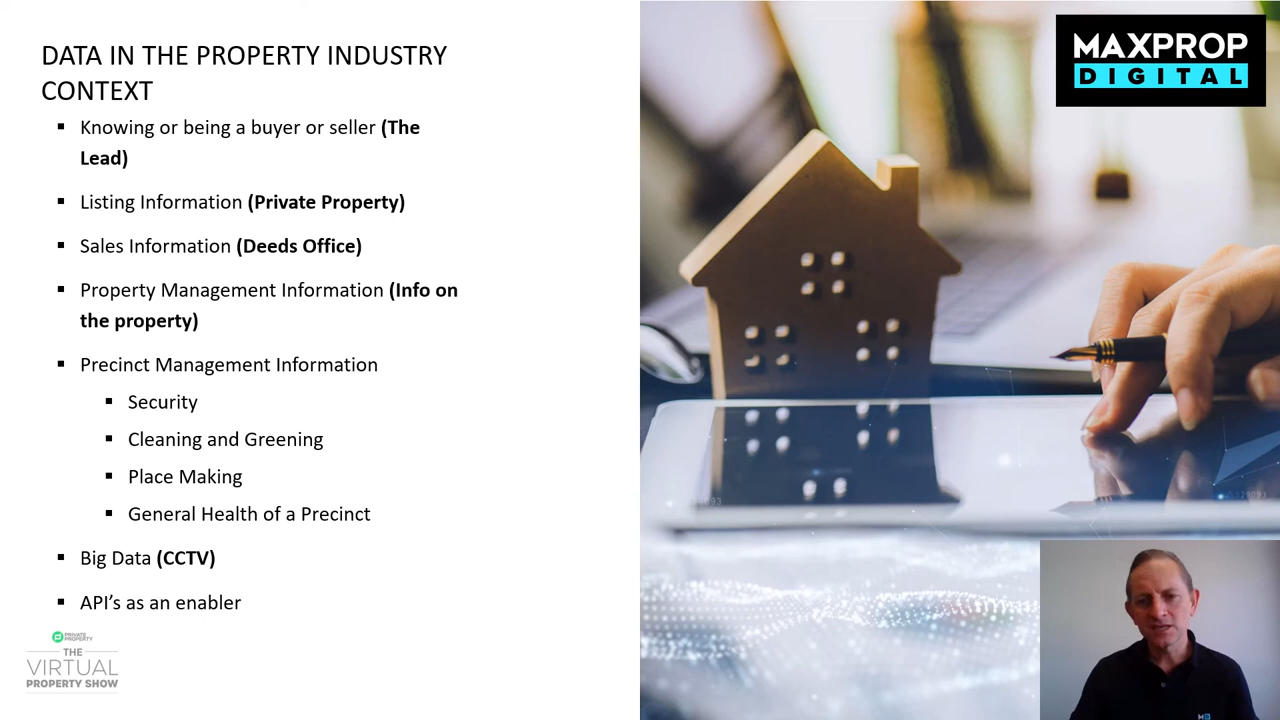 DATA IN THE PROPERTY INDUSTRY
CONTEXT
▪ Knowing or being a buyer or seller (The
Lead)
▪ Listing Information (Private Property)
▪ Sales Information (Deeds Office)
▪ Property Management Information (Info on
the property)
▪ Precinct Management Information
▪ Security
▪ Cleaning and Greening
▪ Place Making
▪ General Health of a Precinct
▪ Big Data (CCTV)
▪ API’s as an enabler
PRIVATE
PROPERTY
THE
VIRTUAL
PROPERTY SHOW
MAXPROP
DIGITAL